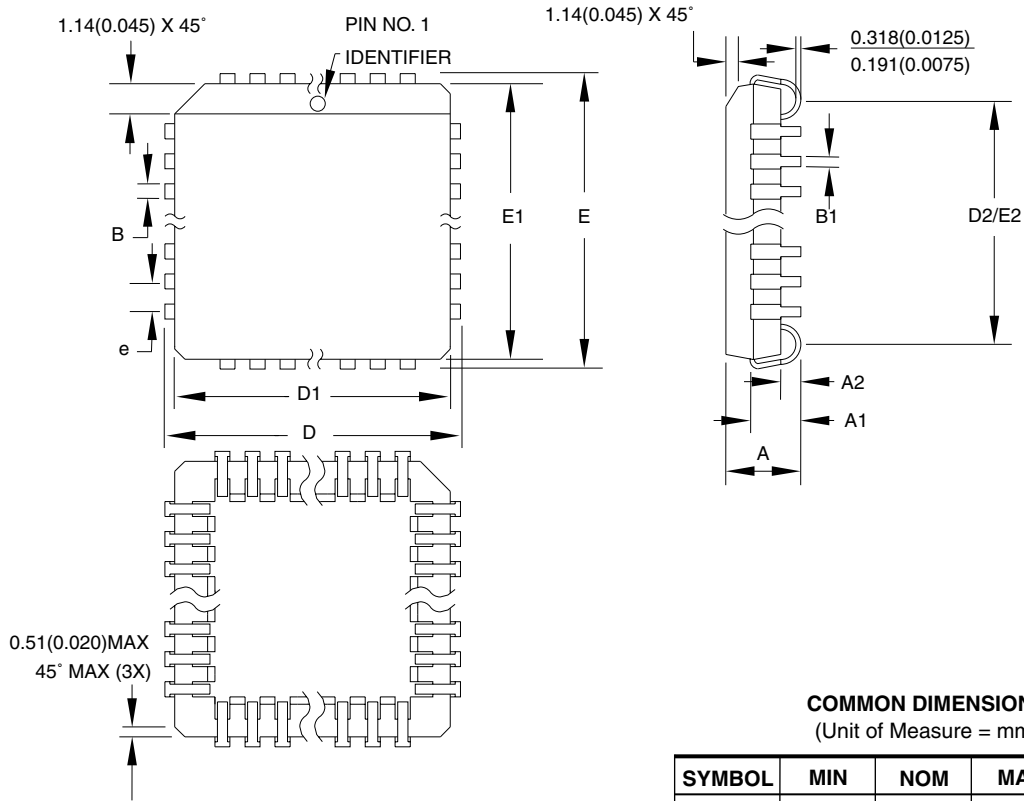 1.14(0.045) X 45˚
PIN NO. 1
IDENTIFIER
1.14(0.045) X 45˚
0.318(0.0125)
0.191(0.0075)
B
e
E1
E
B1
D2/E2
A2
A1
A
D1
D
0.51(0.020)MAX
45˚ MAX (3X)
COMMON DIMENSION
(Unit of Measure = mm
SYMBOL MIN NOM MA